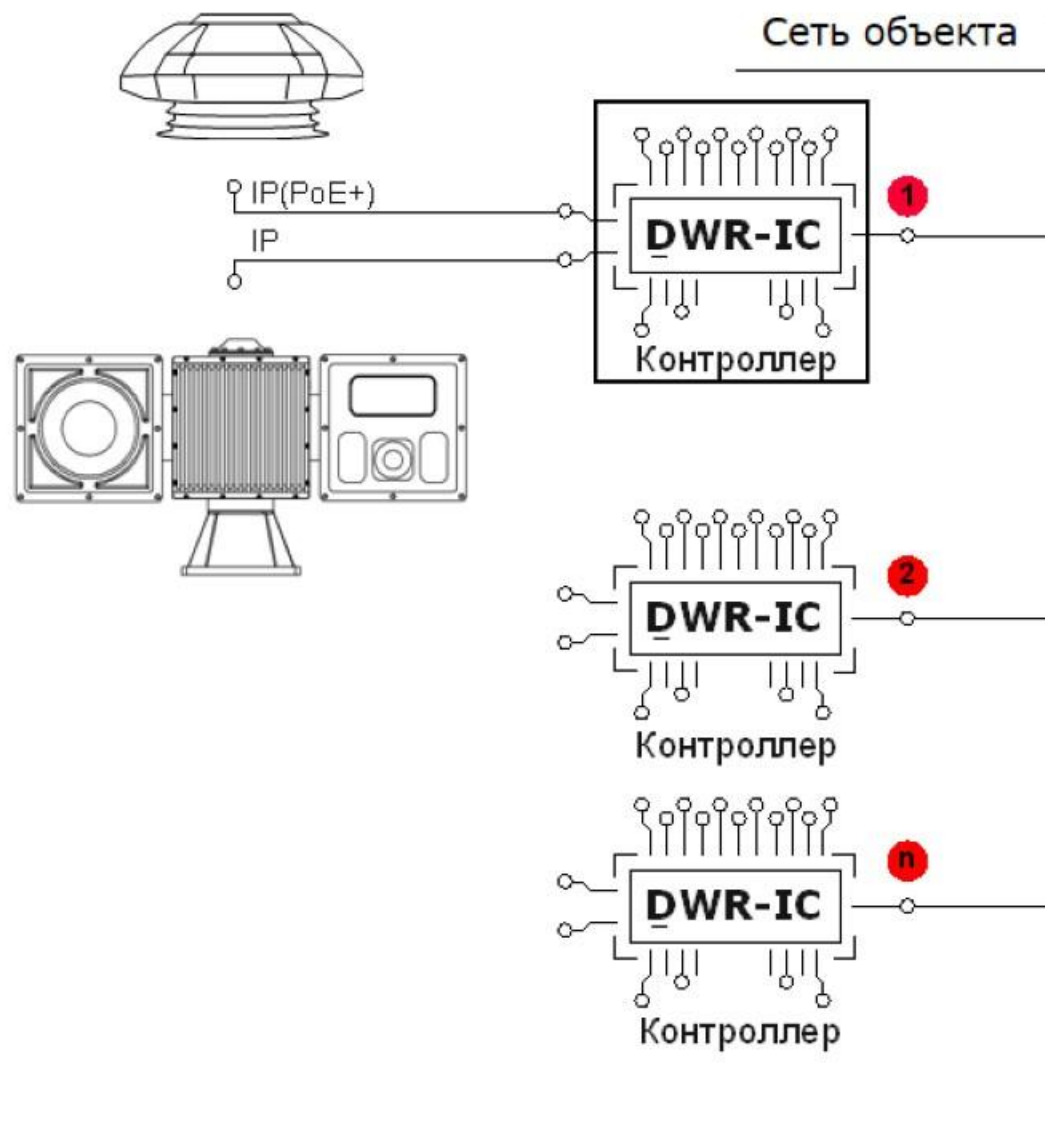 Сеть объекта
IP(PoE+)
IP
1
DWR-IC
Контроллер
2
DWR-IC
Контроллер
n
DWR-IC
Контроллер